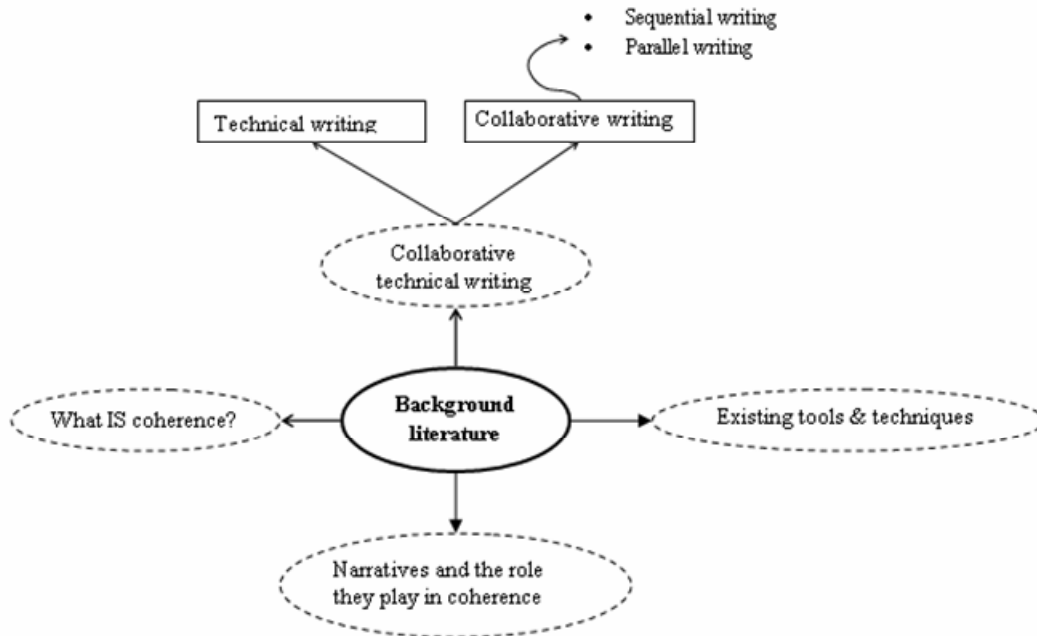 • Sequential writing
• Parallel writing
Technical writing
Collaborative writing
Collaborative
technical writing
What IS coherence?
Background
literature
Existing tools & techniques
Narratives and the role
they play in coherence